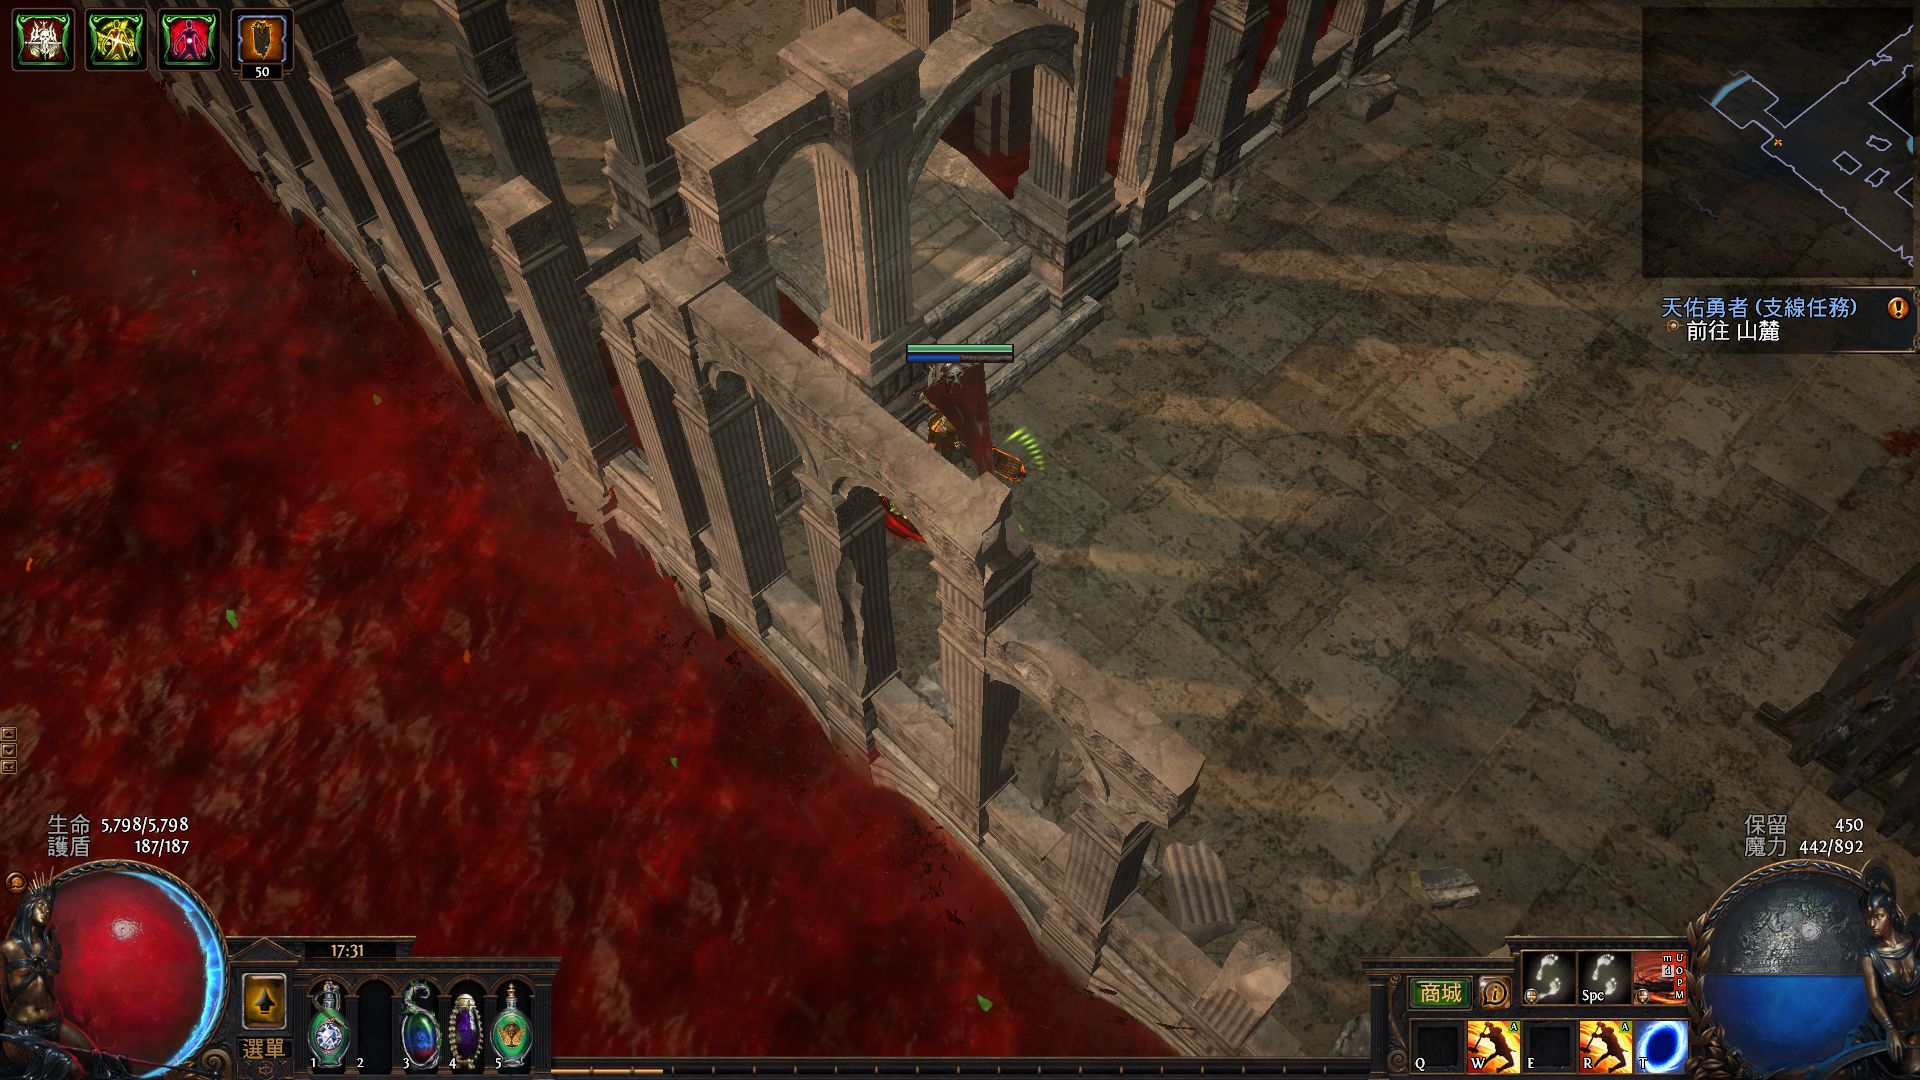 50
天佑勇者 (支線任務)
前往 山麓
生命 5,798/5,798
護盾 187/187
保留 450
魔力 442/892
17:31
選單
1 2 3 4 5
商城
Spc
m U
d O
P
M
Q W A E R A T